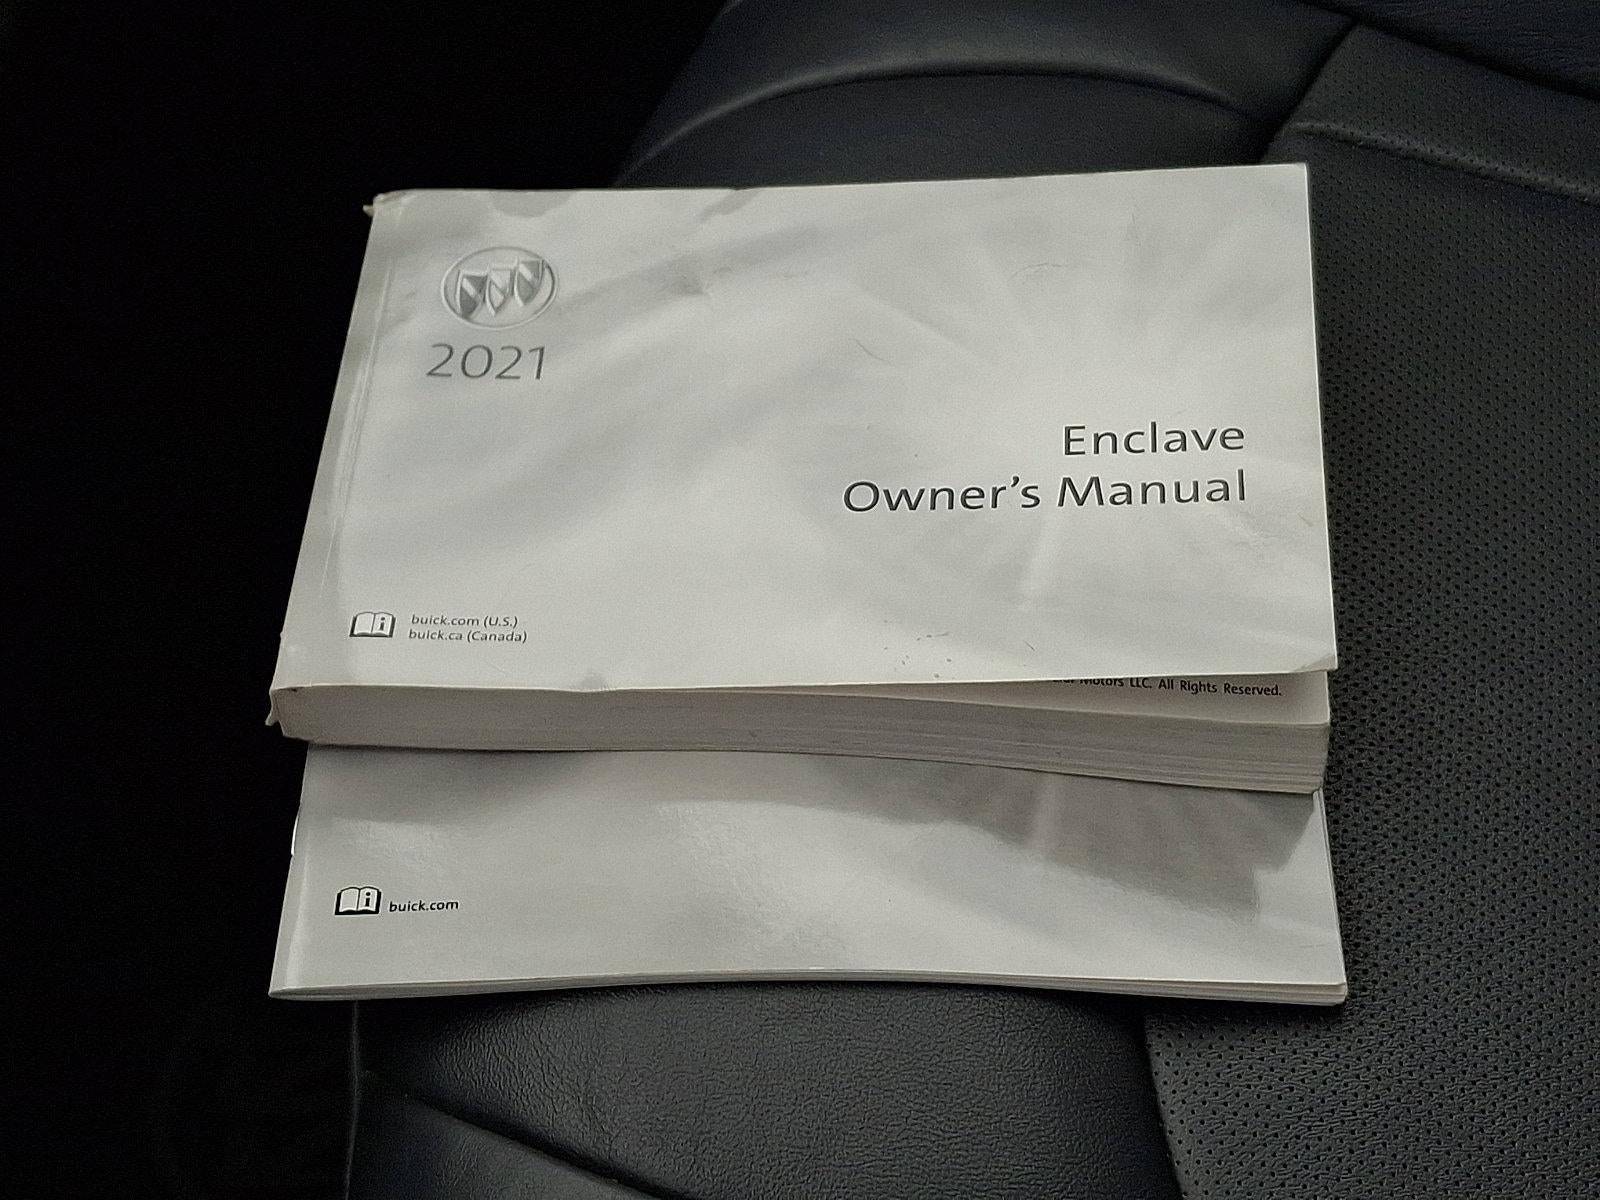 2021
Enclave
Owner's Manual
buick.com (U.S.)
buick.ca (Canada)
Motors LLC. All Rights Reserved.
buick.com